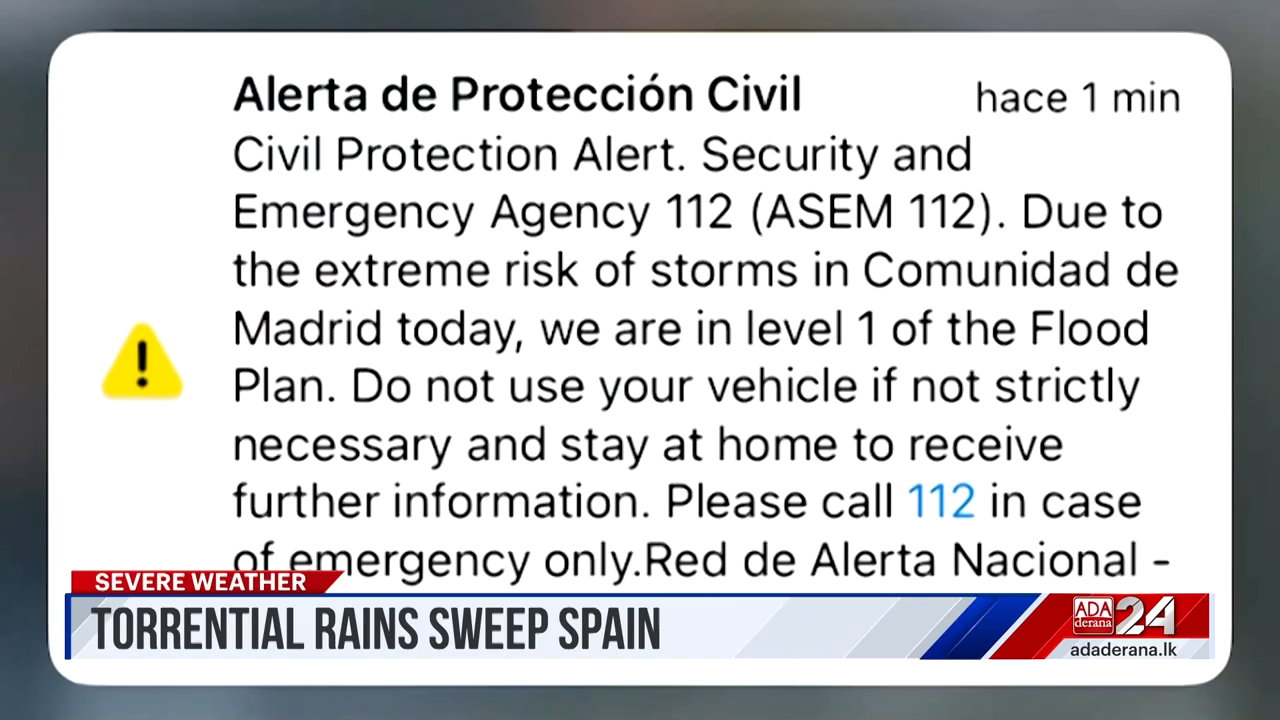 Alerta de Protección Civil
hace 1 min
Civil Protection Alert. Security and
Emergency Agency 112 (ASEM 112). Due to
the extreme risk of storms in Comunidad de
Madrid today, we are in level 1 of the Flood
Plan. Do not use your vehicle if not strictly
necessary and stay at home to receive
further information. Please call 112 in case
of emergency only.Red de Alerta Nacional -
SEVERE WEATHER
TORRENTIAL RAINS SWEEP SPAIN
ADA
derana
24
adaderana.lk